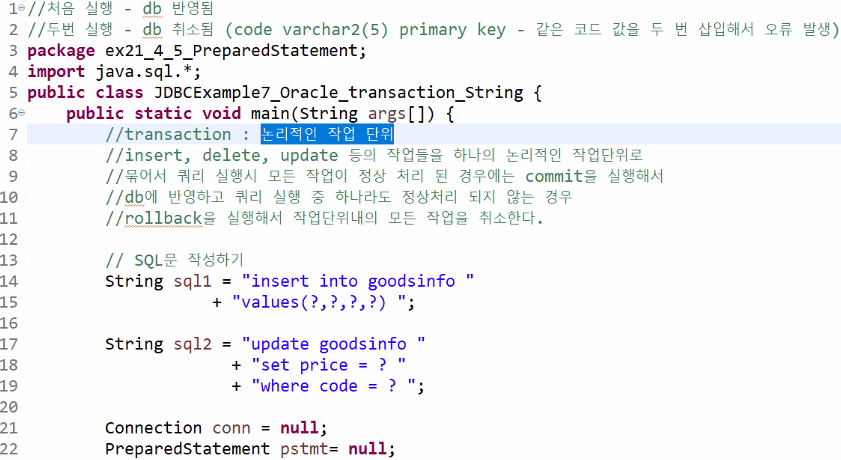 1 //처음 실행 - db 반영됨
2 //두번 실행 - db 취소됨 (code varchar2(5) primary key - 같은 코드 값을 두 번 삽입해서 오류 발생)
3 package ex21_4_5_PreparedStatement;
4 import java.sql.*;
5 public class JDBCExample7_Oracle_transaction_String {
6     public static void main(String args[]) {
7         //transaction : 논리적인 작업 단위
8         //insert, delete, update 등의 작업들을 하나의 논리적인 작업단위로
9         //묶어서 쿼리 실행시 모든 작업이 정상 처리 된 경우에는 commit을 실행해서
10         //db에 반영하고 쿼리 실행 중 하나라도 정상처리 되지 않는 경우
11         //rollback을 실행해서 작업단위내의 모든 작업을 취소한다.
12
13         // SQL문 작성하기
14         String sql1 = "insert into goodsinfo "
15                    + "values(?,?,?,?) ";
16
17         String sql2 = "update goodsinfo "
18                      + "set price = ? "
19                      + "where code = ? ";
20
21         Connection conn = null;
22         PreparedStatement pstmt= null;